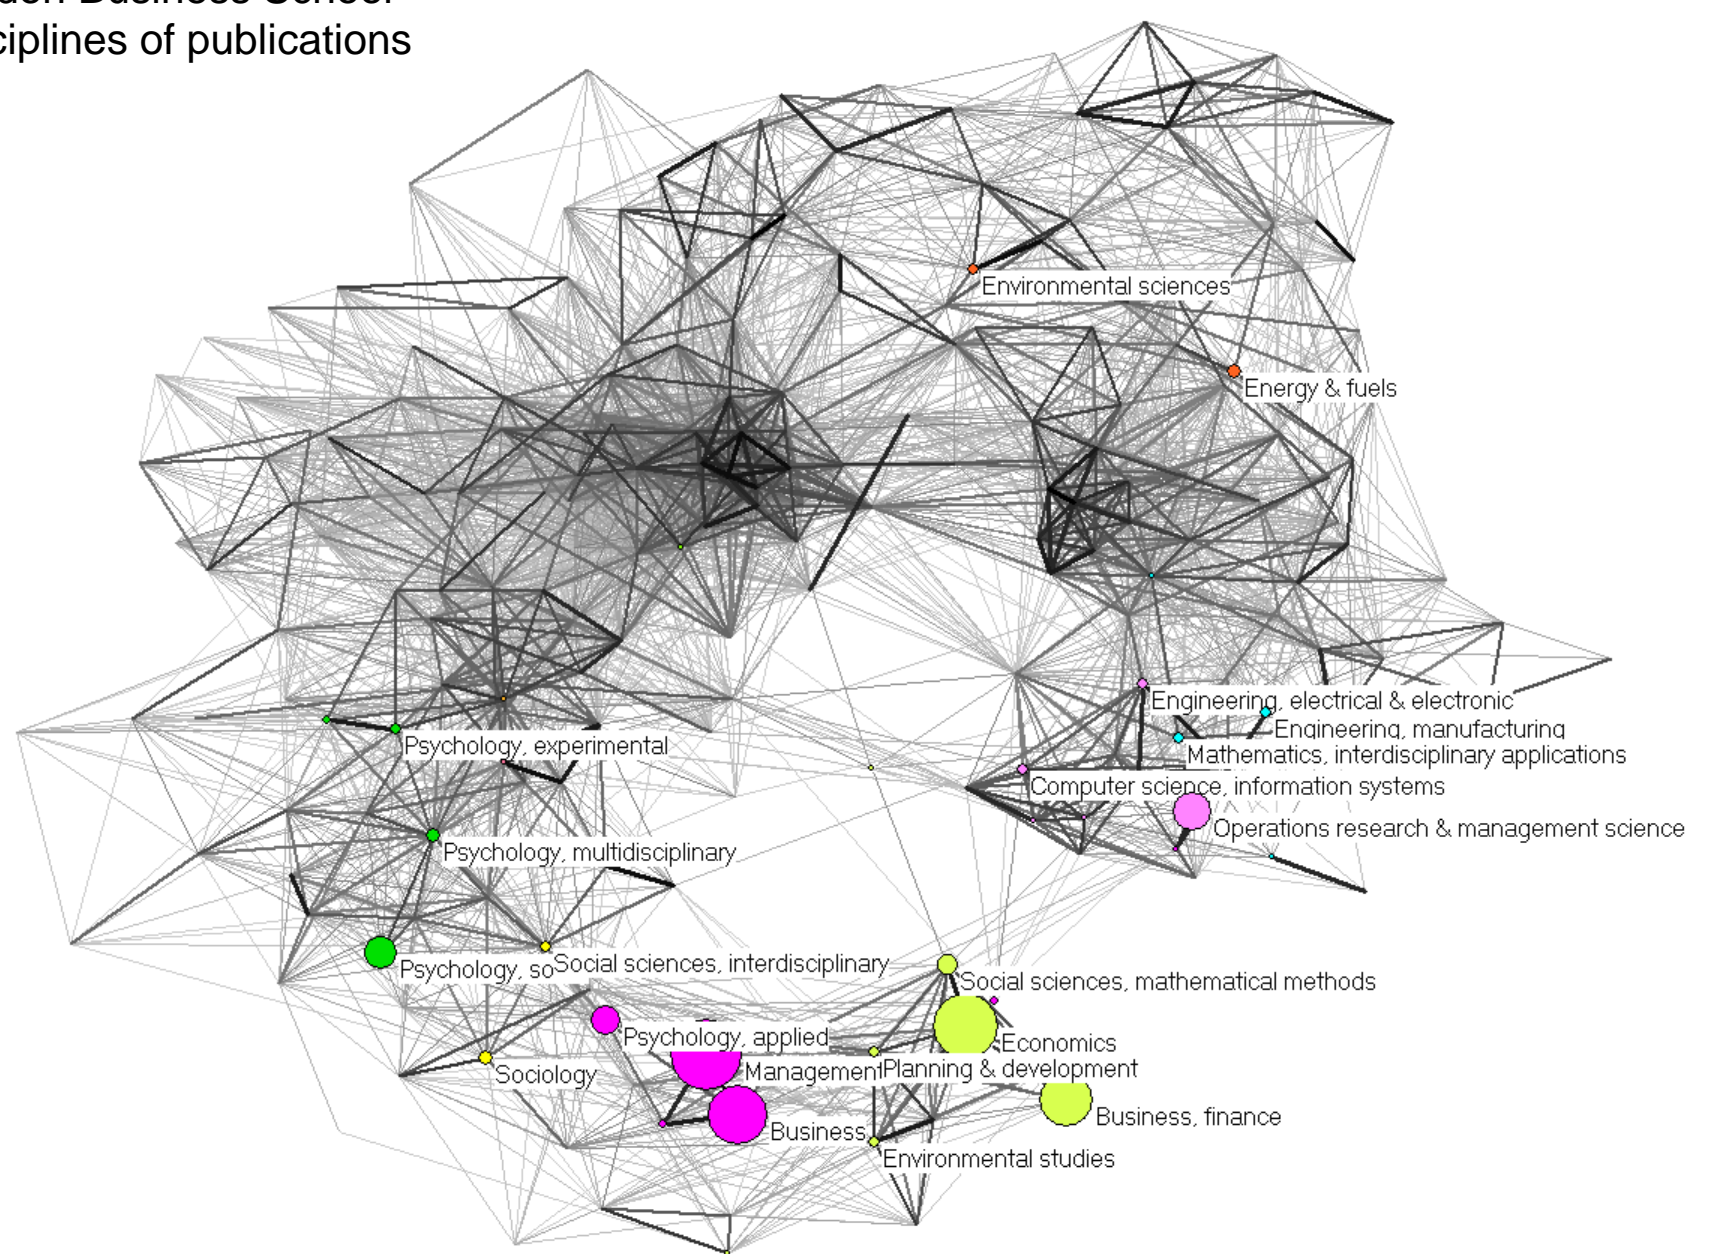 Business School
of publications
Environmental sciences
Energy & fuels
Engineering, electrical & electronic
Engineering, manufacturing
Psychology, experimental
Mathematics, interdisciplinary applications
Computer science, information systems
Operations research & management science
Psychology, multidisciplinary
Psychology, so
Social sciences, interdisciplinary
Social sciences, mathematical methods
Psychology, applied
Economics
Sociology
Management
Planning & development
Business, finance
Business
Environmental studies